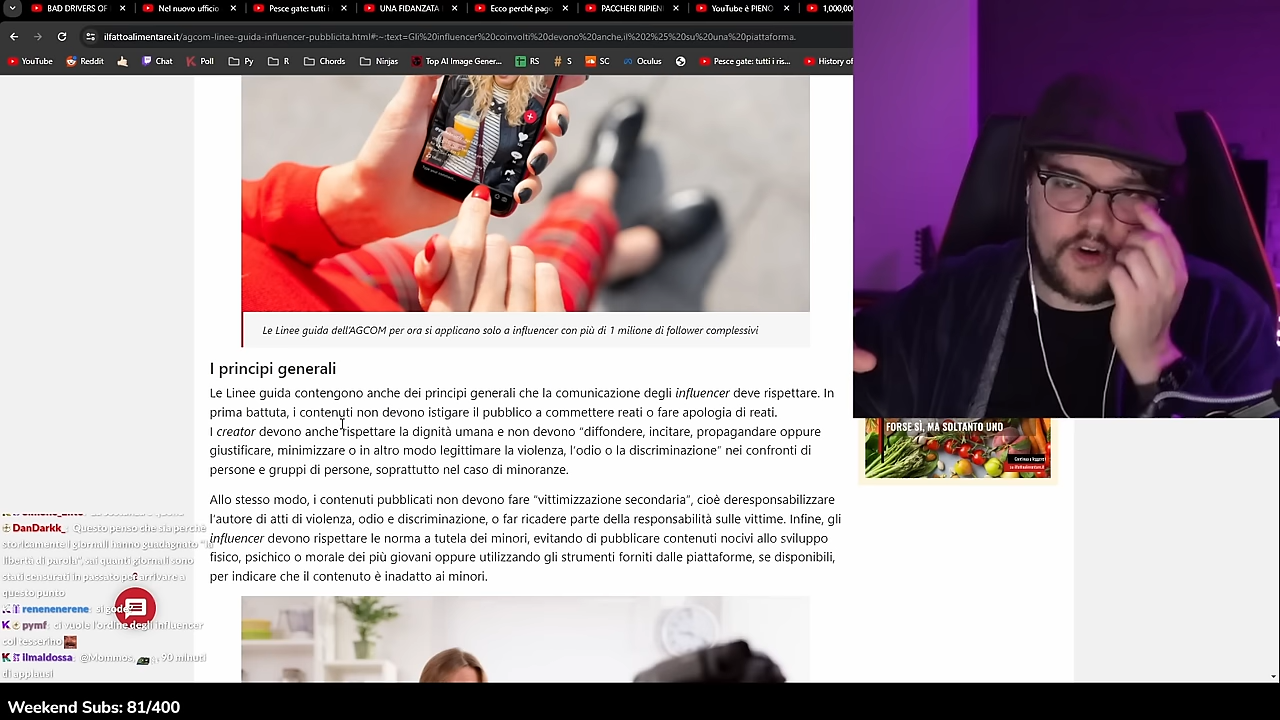 BAD DRIVERS OF
Nel nuovo ufficio
Pesce gate: tutti i
UNA FIDANZATA I
Ecco perché pago
PACCHERI RIPIEN
YouTube è PIENO
1,000,000
ilfattoalimentare.it/agcom-linee-guida-influencer-pubblicita.html#:~:text=Gli%20influencer%20coinvolti%20devono%20anche,il%202%25%20su%20una%20piattaforma.
YouTube
Reddit
Chat
Poll
Py
R
Chords
Ninjas
Top AI Image Gener...
RS
S
SC
Oculus
Pesce gate: tutti i ris...
History of
Le Linee guida dell'AGCOM per ora si applicano solo a influencer con più di 1 milione di follower complessivi
I principi generali
Le Linee guida contengono anche dei principi generali che la comunicazione degli influencer deve rispettare. In
prima battuta, i contenuti non devono istigare il pubblico a commettere reati o fare apologia di reati.
I creator devono anche rispettare la dignità umana e non devono "diffondere, incitare, propagandare oppure
giustificare, minimizzare o in altro modo legittimare la violenza, l'odio o la discriminazione" nei confronti di
persone e gruppi di persone, soprattutto nel caso di minoranze.
Allo stesso modo, i contenuti pubblicati non devono fare "vittimizzazione secondaria", cioè deresponsabilizzare
l'autore di atti di violenza, odio e discriminazione, o far ricadere parte della responsabilità sulle vittime. Infine, gli
influencer devono rispettare le norma a tutela dei minori, evitando di pubblicare contenuti nocivi allo sviluppo
fisico, psichico o morale dei più giovani oppure utilizzando gli strumenti forniti dalle piattaforme, se disponibili,
per indicare che il contenuto è inadatto ai minori.
FORSE SÌ, MA SOLTANTO UNO
DanDarkk_: Questo penso che sia perché
storicamente i giornali hanno guadagnato "la
libertà di parola", sai quanti giornali sono
stati censurati in passato per arrivare a
questo punto
renenenerene: si gode
pymf: ci vuole l'ordine degli influencer
col tesserino
ilmaldossa: @Mommos_ 90 minuti
di applausi
Weekend Subs: 81/400